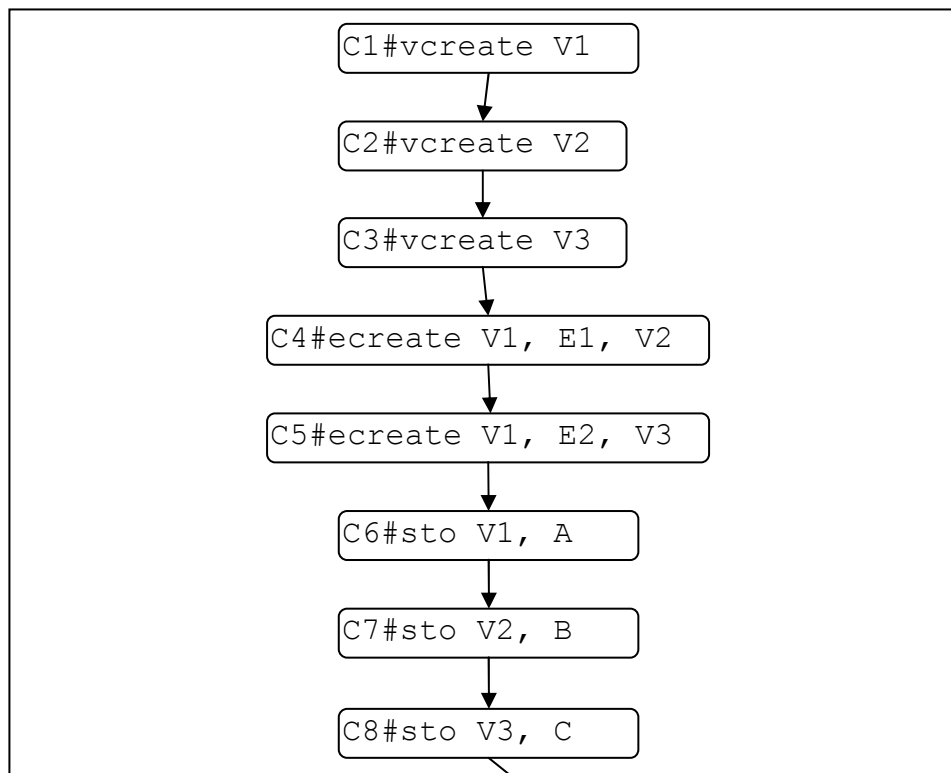 C1#vcreate V1
C2#vcreate V2
C3#vcreate V3
C4#ecreate V1, E1, V2
C5#ecreate V1, E2, V3
C6#sto V1, A
C7#sto V2, B
C8#sto V3, C